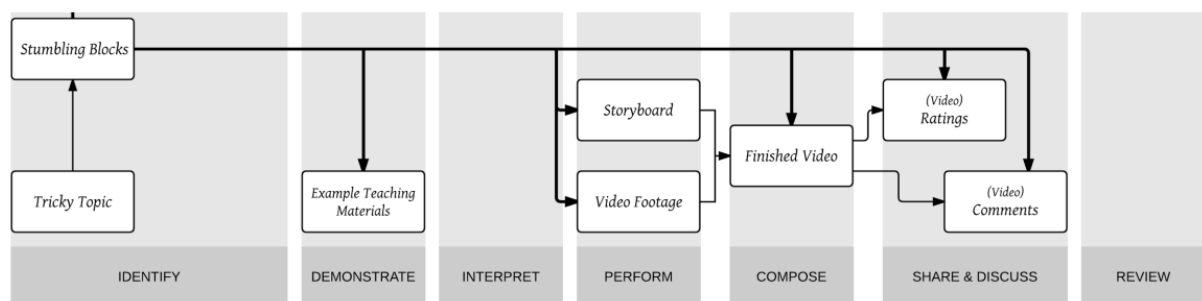 Stumbling Blocks
Tricky Topic
Example Teaching
Materials
Storyboard
Video Footage
Finished Video
(Video)
Ratings
(Video)
Comments
IDENTIFY
DEMONSTRATE
INTERPRET
PERFORM
COMPOSE
SHARE & DISCUSS
REVIEW